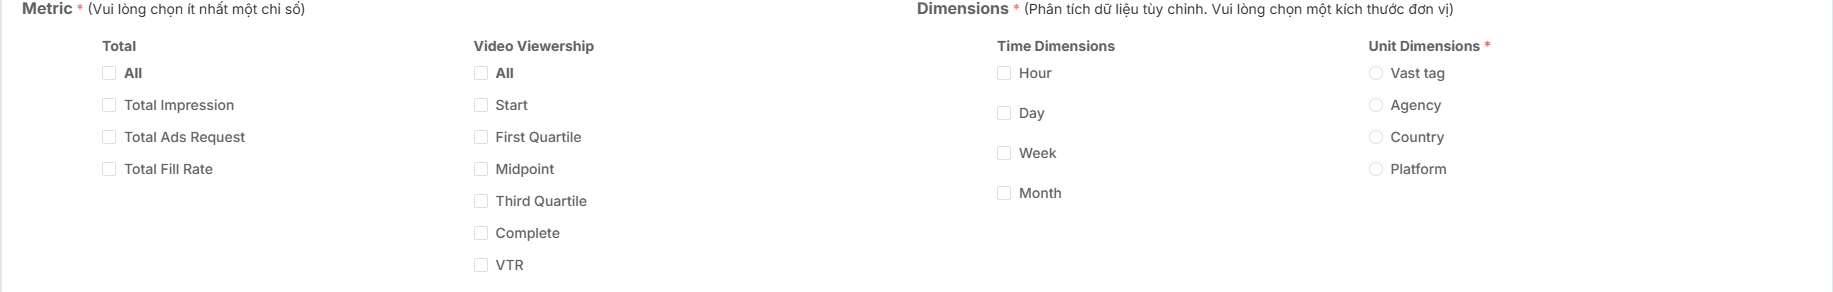 Metric * (Vui lòng chọn ít nhất một chỉ số)
Total
All
Total Impression
Total Ads Request
Total Fill Rate
Video Viewership
All
Start
First Quartile
Midpoint
Third Quartile
Complete
VTR
Dimensions * (Phân tích dữ liệu tùy chỉnh. Vui lòng chọn một kích thước đơn vị)
Time Dimensions
Hour
Day
Week
Month
Unit Dimensions *
Vast tag
Agency
Country
Platform